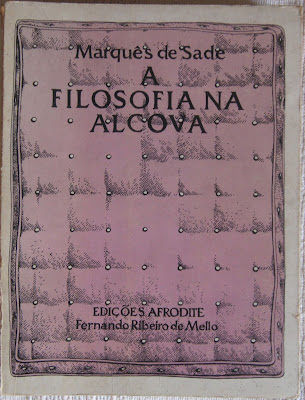 Marquês de Sade
A
FILOSOFIA NA
ALCOVA
EDIÇÕES AFRODITE
Fernando Ribeiro de Mello